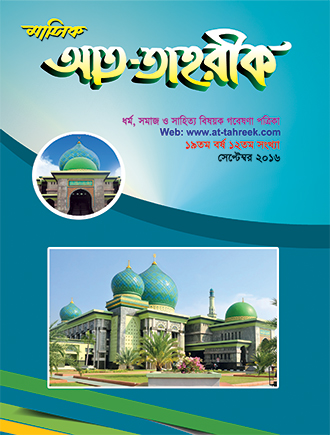 মাসিক
আত-তাহরীক
ধর্ম, সমাজ ও সাহিত্য বিষয়ক গবেষণা পত্রিকা
Web: www.at-tahreek.com
১৯তম বর্ষ ১২তম সংখ্যা
সেপ্টেম্বর ২০১৬